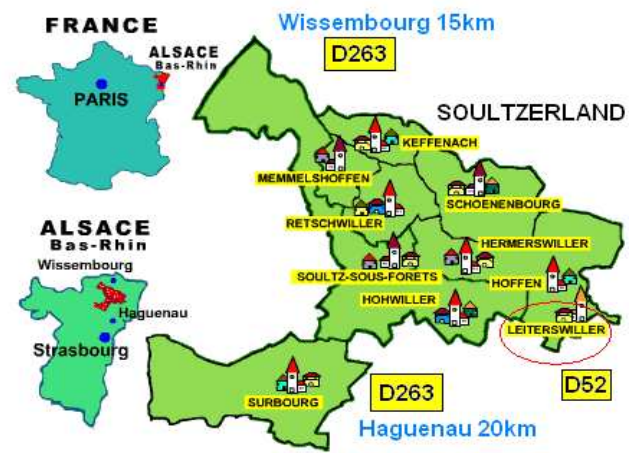 FRANCE
ALSACE
Bas-Rhin
PARIS
ALSACE
Bas-Rhin
Wissembourg
Haguenau
Strasbourg
Wissembourg 15km
D263
SOULTZERLAND
KEFFENACH
MEMMELSHOFFEN
SCHOENENBOURG
RETSCHWILLER
HERMERSWILLER
SOULTZ-SOUS-FORETS
HOFFEN
HOHWILLER
LEITERSWILLER
SURBOURG
D263
D52
Haguenau 20km